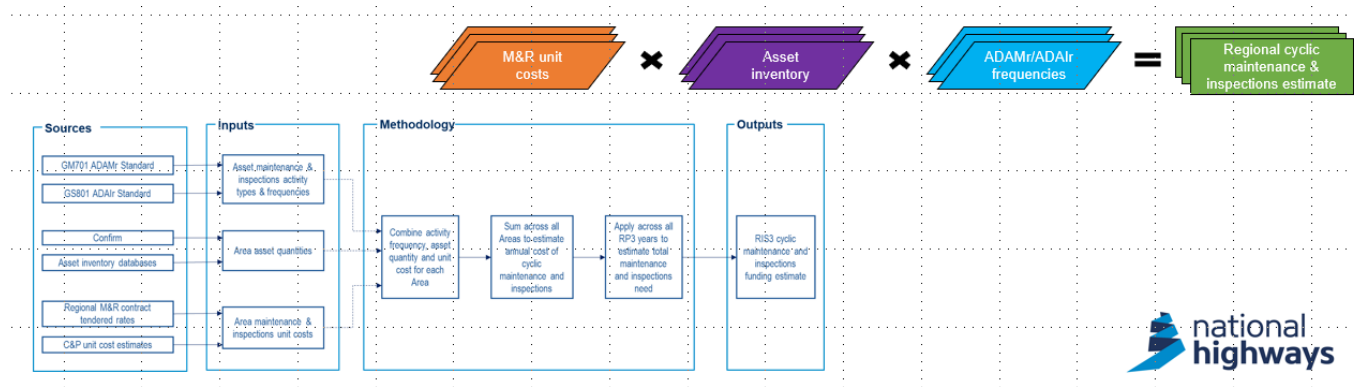 M&R unit
costs
×
Asset
inventory
×
ADAMr/ADAIr
frequencies
=
Regional cyclic
maintenance &
inspections estimate
Sources
GM701 ADAMr Standard
GS801 ADAIr Standard
Confirm
Asset inventory databases
Regional M&R contract
tendered rates
C&P unit cost estimates
Inputs
Asset maintenance &
inspections activity
types & frequencies
Area asset quantities
Area maintenance &
inspections unit costs
Methodology
Combine activity
frequency, asset
quantity and unit
cost for each
Area
Sum across all
Areas to estimate
annual cost of
cyclic
maintenance and
inspections
Apply across all
RP3 years to
estimate total
maintenance
and inspections
need
Outputs
RIS3 cyclic
maintenance and
inspections
funding estimate
national
highways